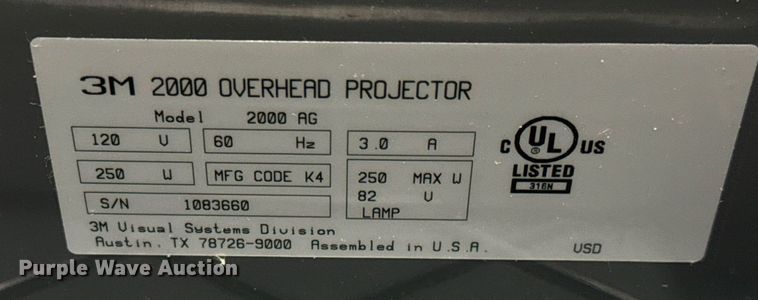 3M 2000 OVERHEAD PROJECTOR
Model 2000 AG
120 V 60 Hz 3.0 A
250 W MFG CODE K4 250 MAX W
82 V
LAMP
S/N 1083660
C UL US
LISTED
316N
3M Visual Systems Division
Austin, TX 78726-9000 Assembled in U.S.A. USD
Purple Wave Auction